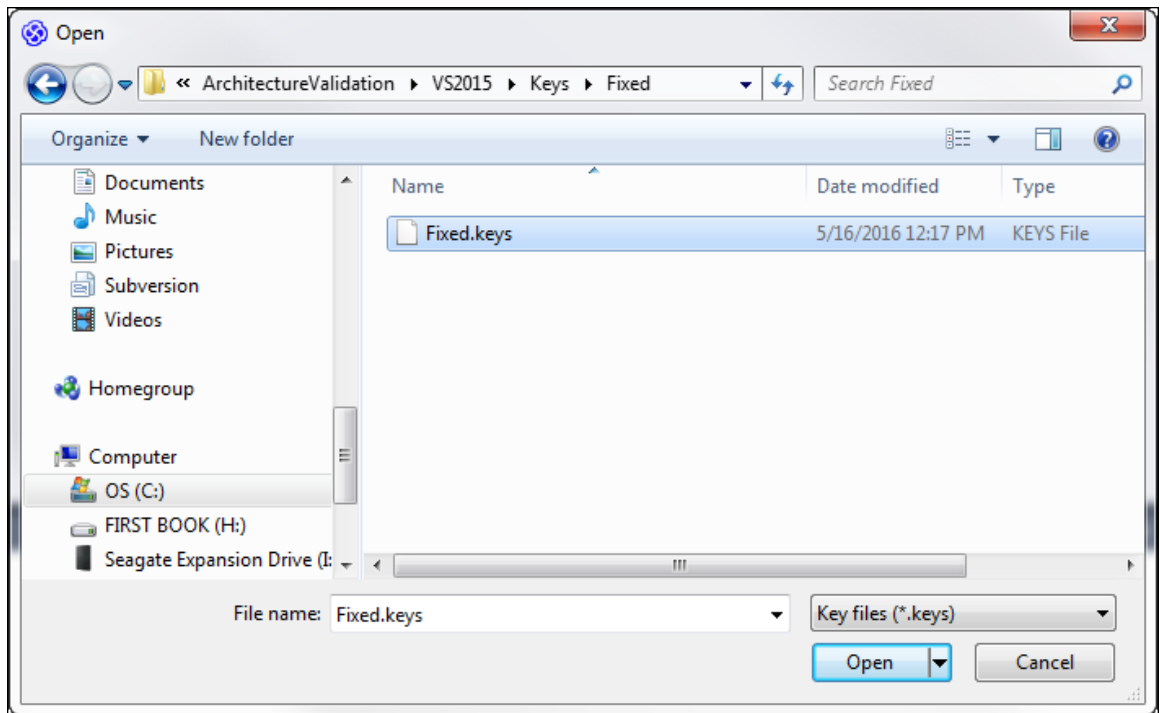 Open
« ArchitectureValidation VS2015 Keys Fixed Search Fixed
Organize New folder
Documents
Music
Pictures
Subversion
Videos
Homegroup
Computer
OS (C:)
FIRST BOOK (H:)
Seagate Expansion Drive (I:
Name Date modified Type
Fixed.keys 5/16/2016 12:17 PM KEYS File
File name: Fixed.keys Key files (*.keys)
Open Cancel